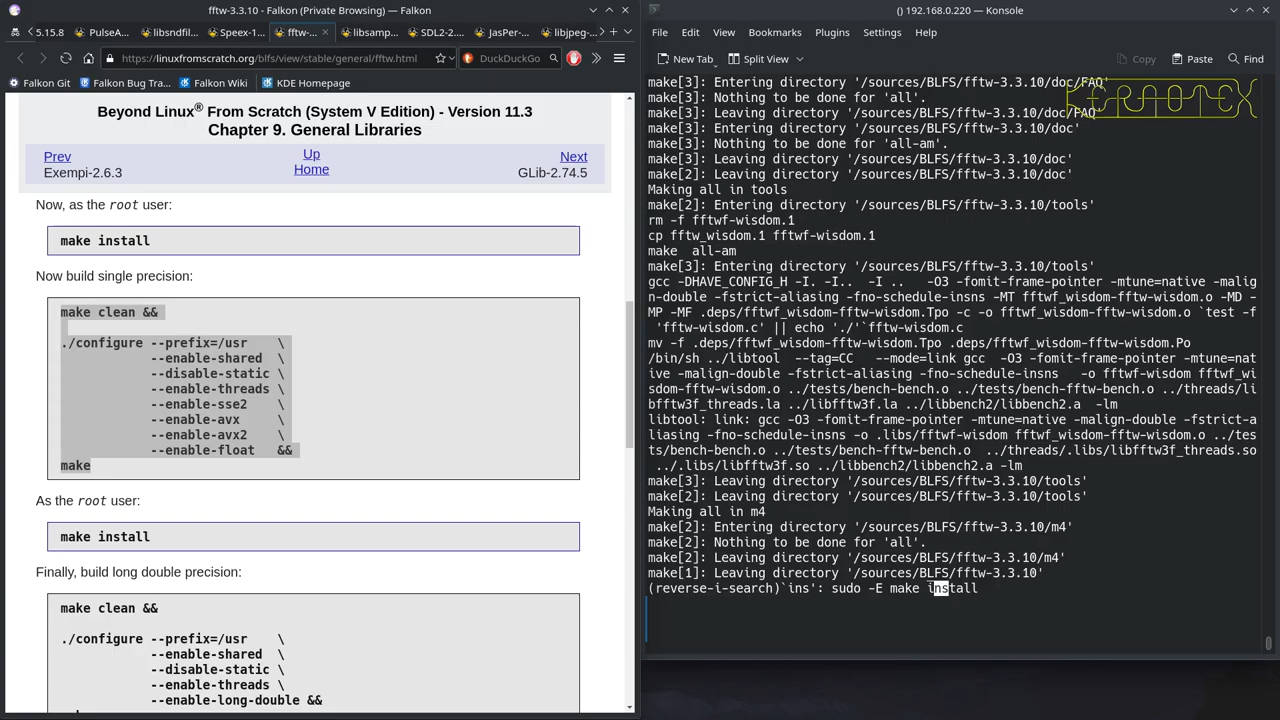 fftw-3.3.10 - Falkon (Private Browsing) — Falkon
5.15.8
PulseA...
libsndfil...
Speex-1...
fftw-...
libsamp...
SDL2-2...
JasPer-...
libjpeg-
https://linuxfromscratch.org/blfs/view/stable/general/fftw.html
DuckDuckGo
Falkon Git
Falkon Bug Tra...
Falkon Wiki
KDE Homepage
Beyond Linux® From Scratch (System V Edition) - Version 11.3
Chapter 9. General Libraries
Prev
Up
Next
Exempi-2.6.3
Home
GLib-2.74.5
Now, as the root user:
make install
Now build single precision:
make clean &&
./configure --prefix=/usr \
--enable-shared \
--disable-static \
--enable-threads \
--enable-sse2 \
--enable-avx \
--enable-avx2 \
--enable-float &&
make
As the root user:
make install
Finally, build long double precision:
make clean &&
./configure --prefix=/usr \
--enable-shared \
--disable-static \
--enable-threads \
--enable-long-double &&
() 192.168.0.220 — Konsole
File Edit View Bookmarks Plugins Settings Help
New Tab
Split View
Copy
Paste
Find
make[3]: Entering directory '/sources/BLFS/fftw-3.3.10/doc/FAQ'
make[3]: Nothing to be done for 'all'.
make[3]: Leaving directory '/sources/BLFS/fftw-3.3.10/doc/FAQ'
make[3]: Entering directory '/sources/BLFS/fftw-3.3.10/doc'
make[3]: Nothing to be done for 'all-am'.
make[3]: Leaving directory '/sources/BLFS/fftw-3.3.10/doc'
make[2]: Leaving directory '/sources/BLFS/fftw-3.3.10/doc'
Making all in tools
make[2]: Entering directory '/sources/BLFS/fftw-3.3.10/tools'
rm -f fftwf-wisdom.1
cp fftw_wisdom.1 fftwf-wisdom.1
make  all-am
make[3]: Entering directory '/sources/BLFS/fftw-3.3.10/tools'
gcc -DHAVE_CONFIG_H -I. -I..  -I ..   -O3 -fomit-frame-pointer -mtune=native -malig
n-double -fstrict-aliasing -fno-schedule-insns -MT fftwf_wisdom-fftw-wisdom.o -MD -
MP -MF .deps/fftwf_wisdom-fftw-wisdom.Tpo -c -o fftwf_wisdom-fftw-wisdom.o `test -f
'fftw-wisdom.c' || echo './'`fftw-wisdom.c
mv -f .deps/fftwf_wisdom-fftw-wisdom.Tpo .deps/fftwf_wisdom-fftw-wisdom.Po
/bin/sh ../libtool  --tag=CC   --mode=link gcc  -O3 -fomit-frame-pointer -mtune=nat
ive -malign-double -fstrict-aliasing -fno-schedule-insns   -o fftwf-wisdom fftwf_wi
sdom-fftw-wisdom.o ../tests/bench-bench.o ../tests/bench-fftw-bench.o ../threads/li
bfftw3f_threads.la ../libfftw3f.la ../libbench2/libbench2.a  -lm
libtool: link: gcc -O3 -fomit-frame-pointer -mtune=native -malign-double -fstrict-a
liasing -fno-schedule-insns -o .libs/fftwf-wisdom fftwf_wisdom-fftw-wisdom.o ../tes
ts/bench-bench.o ../tests/bench-fftw-bench.o  ../threads/.libs/libfftw3f_threads.so
../.libs/libfftw3f.so ../libbench2/libbench2.a -lm
make[3]: Leaving directory '/sources/BLFS/fftw-3.3.10/tools'
make[2]: Leaving directory '/sources/BLFS/fftw-3.3.10/tools'
Making all in m4
make[2]: Entering directory '/sources/BLFS/fftw-3.3.10/m4'
make[2]: Nothing to be done for 'all'.
make[2]: Leaving directory '/sources/BLFS/fftw-3.3.10/m4'
make[1]: Leaving directory '/sources/BLFS/fftw-3.3.10'
(reverse-i-search)`ins': sudo -E make install